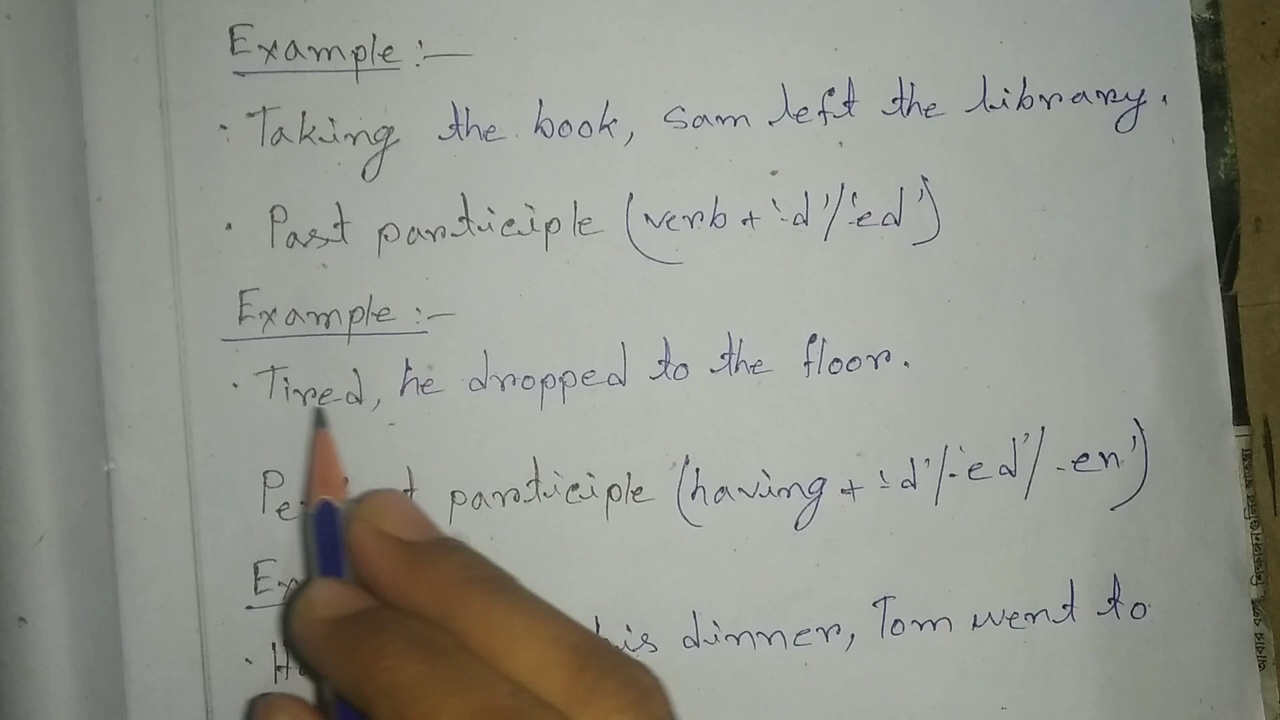 Example :-
· Taking the book, Sam left the library.
· Past participle (verb + '-d'/'-ed')
Example :-
· Tired, he dropped to the floor.
participle (having + '-d'/'-ed'/'-en')
his dinner, Tom went to